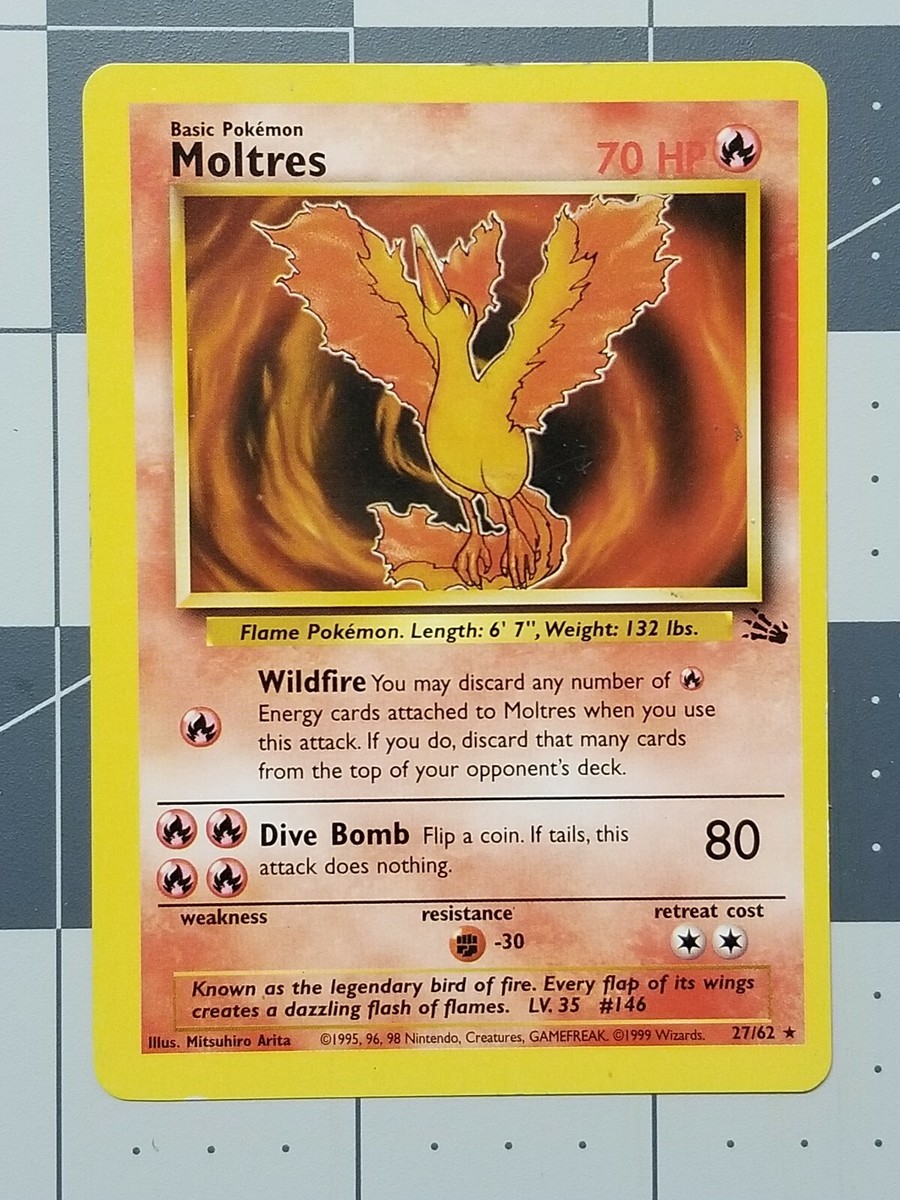 Basic Pokémon
Moltres
70 HP
Flame Pokémon. Length: 6' 7", Weight: 132 lbs.
Wildfire You may discard any number of
Energy cards attached to Moltres when you use
this attack. If you do, discard that many cards
from the top of your opponent's deck.
Dive Bomb Flip a coin. If tails, this
attack does nothing.
80
weakness
resistance
retreat cost
-30
Known as the legendary bird of fire. Every flap of its wings
creates a dazzling flash of flames. LV. 35 #146
Illus. Mitsuhiro Arita ©1995, 96, 98 Nintendo, Creatures, GAMEFREAK. ©1999 Wizards. 27/62 ★